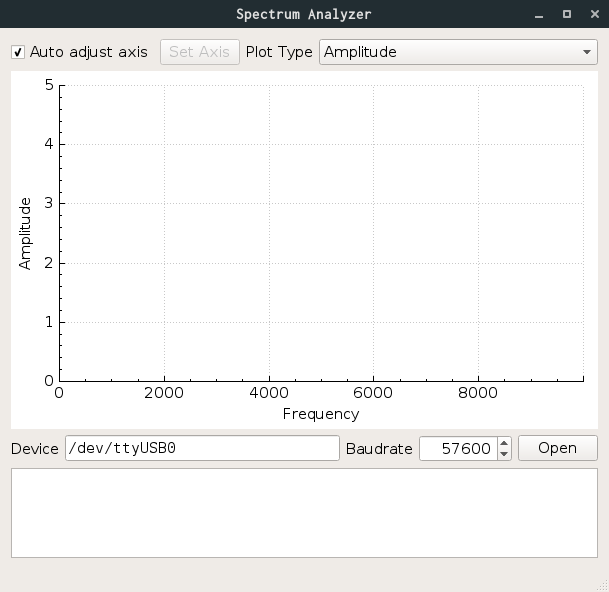 Spectrum Analyzer
Auto adjust axis Set Axis Plot Type Amplitude
5
4
3
2
1
0
Amplitude
0 2000 4000 6000 8000
Frequency
Device /dev/ttyUSB0 Baudrate 57600 Open